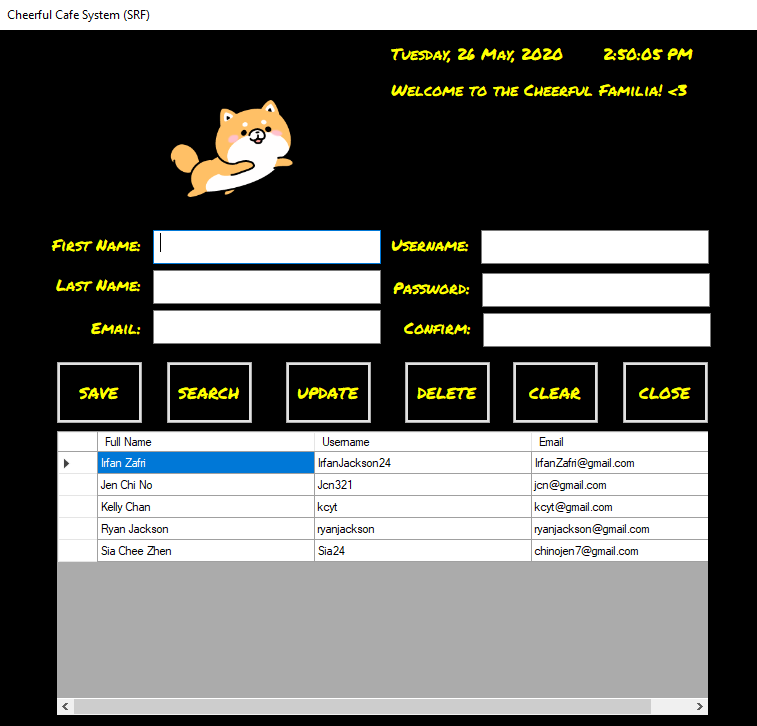 Cheerful Cafe System (SRF)
Tuesday, 26 May, 2020 2:50:05 PM
Welcome to the Cheerful Familia! <3
First Name: Username:
Last Name: Password:
Email: Confirm:
SAVE SEARCH UPDATE DELETE CLEAR CLOSE
Full Name Username Email
Irfan Zafri IrfanJackson24 IrfanZafri@gmail.com
Jen Chi No Jcn321 jcn@gmail.com
Kelly Chan kcyt kcyt@gmail.com
Ryan Jackson ryanjackson ryanjackson@gmail.com
Sia Chee Zhen Sia24 chinojen7@gmail.com